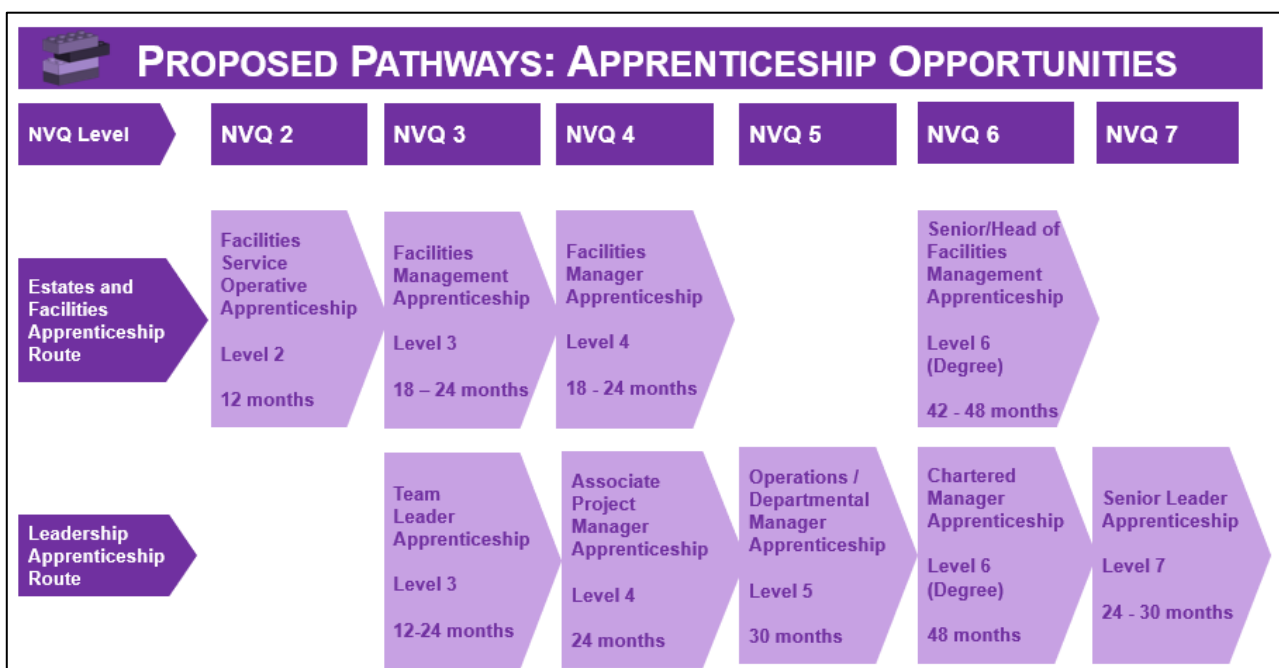 PROPOSED PATHWAYS: APPRENTICESHIP OPPORTUNITIES
NVQ Level
NVQ 2
NVQ 3
NVQ 4
NVQ 5
NVQ 6
NVQ 7
Estates and
Facilities
Apprenticeship
Route
Facilities
Service
Operative
Apprenticeship
Level 2
12 months
Facilities
Management
Apprenticeship
Level 3
18 – 24 months
Facilities
Manager
Apprenticeship
Level 4
18 - 24 months
Senior/Head of
Facilities
Management
Apprenticeship
Level 6
(Degree)
42 - 48 months
Leadership
Apprenticeship
Route
Team
Leader
Apprenticeship
Level 3
12-24 months
Associate
Project
Manager
Apprenticeship
Level 4
24 months
Operations /
Departmental
Manager
Apprenticeship
Level 5
30 months
Chartered
Manager
Apprenticeship
Level 6
(Degree)
48 months
Senior Leader
Apprenticeship
Level 7
24 - 30 months